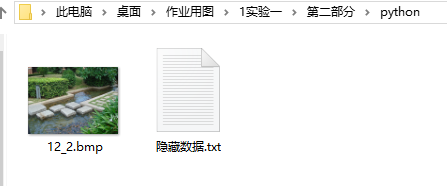 此电脑 > 桌面 > 作业用图 > 1实验一 > 第二部分 > python
12_2.bmp
隐藏数据.txt